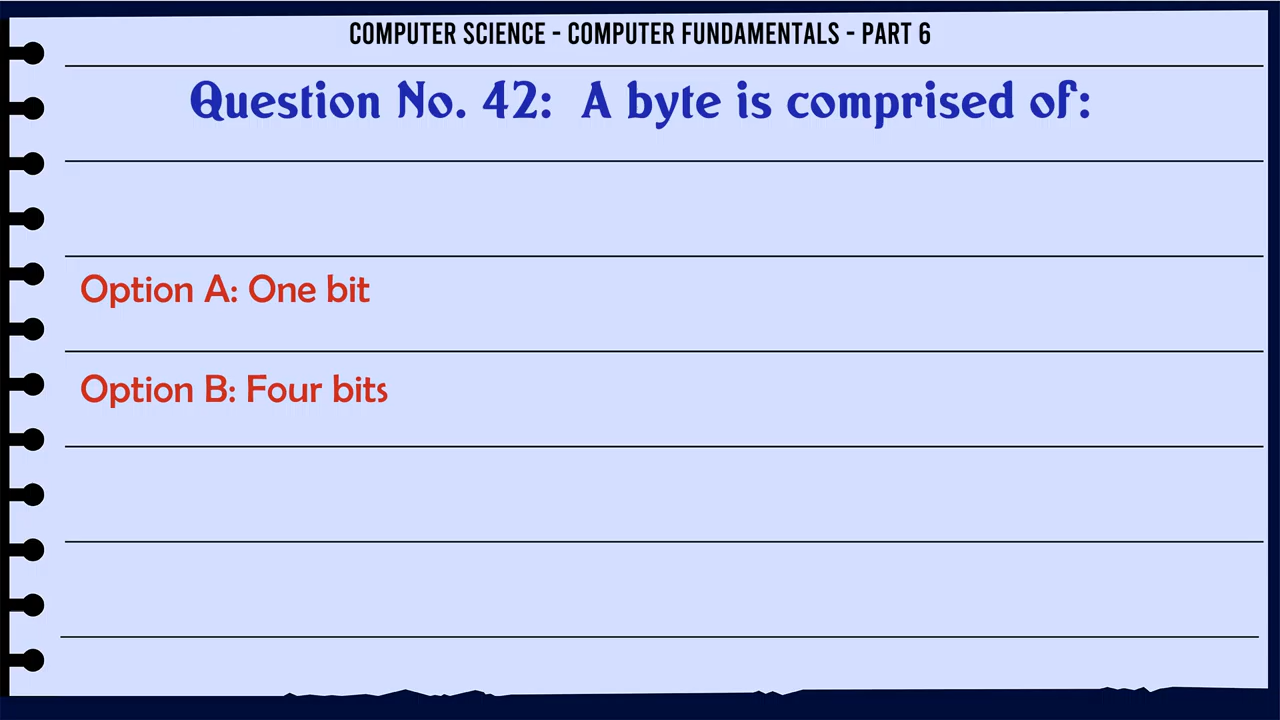 COMPUTER SCIENCE - COMPUTER FUNDAMENTALS - PART 6
Question No. 42: A byte is comprised of:
Option A: One bit
Option B: Four bits